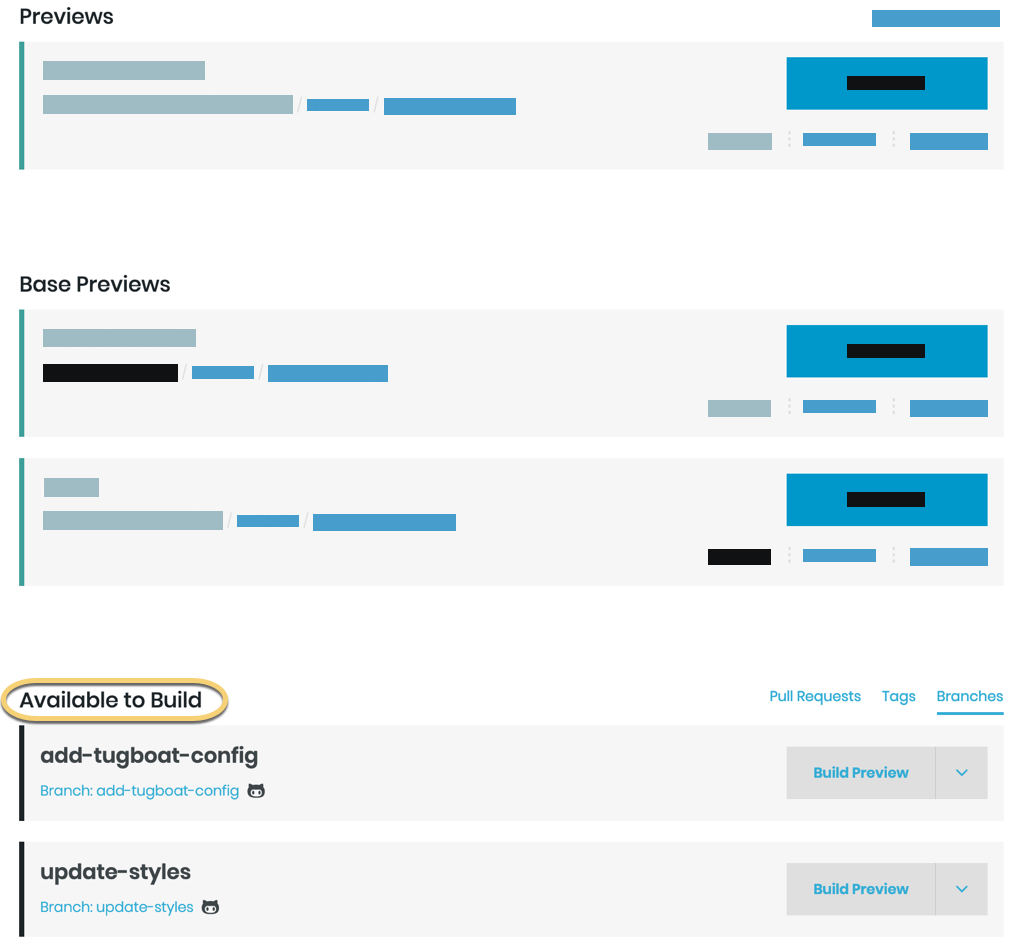 Previews
/ /
Base Previews
/ /
/ /
Available to Build
Pull Requests Tags Branches
add-tugboat-config
Branch: add-tugboat-config
Build Preview
update-styles
Branch: update-styles
Build Preview